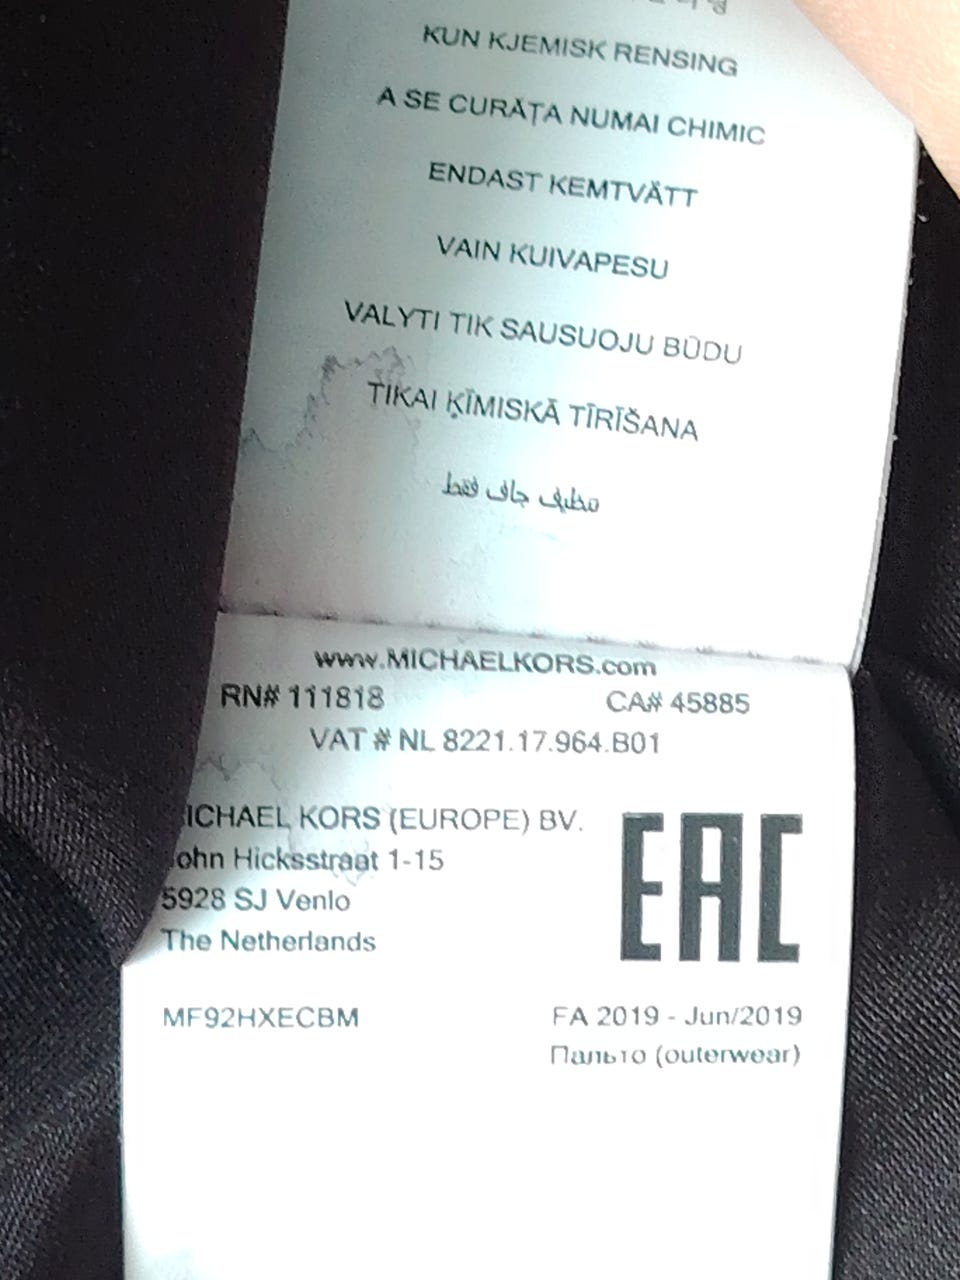 KUN KJEMISK RENSING
A SE CURĂȚA NUMAI CHIMIC
ENDAST KEMTVÄTT
VAIN KUIVAPESU
VALYTI TIK SAUSUOJU BŪDU
TIKAI ĶĪMISKĀ TĪRĪŠANA
تنظيف جاف فقط
www.MICHAELKORS.com
RN# 111818 CA# 45885
VAT # NL 8221.17.964.B01
ICHAEL KORS (EUROPE) BV.
ohn Hicksstraat 1-15
5928 SJ Venlo
The Netherlands
EAC
MF92HXECBM FA 2019 - Jun/2019
Пальто (outerwear)